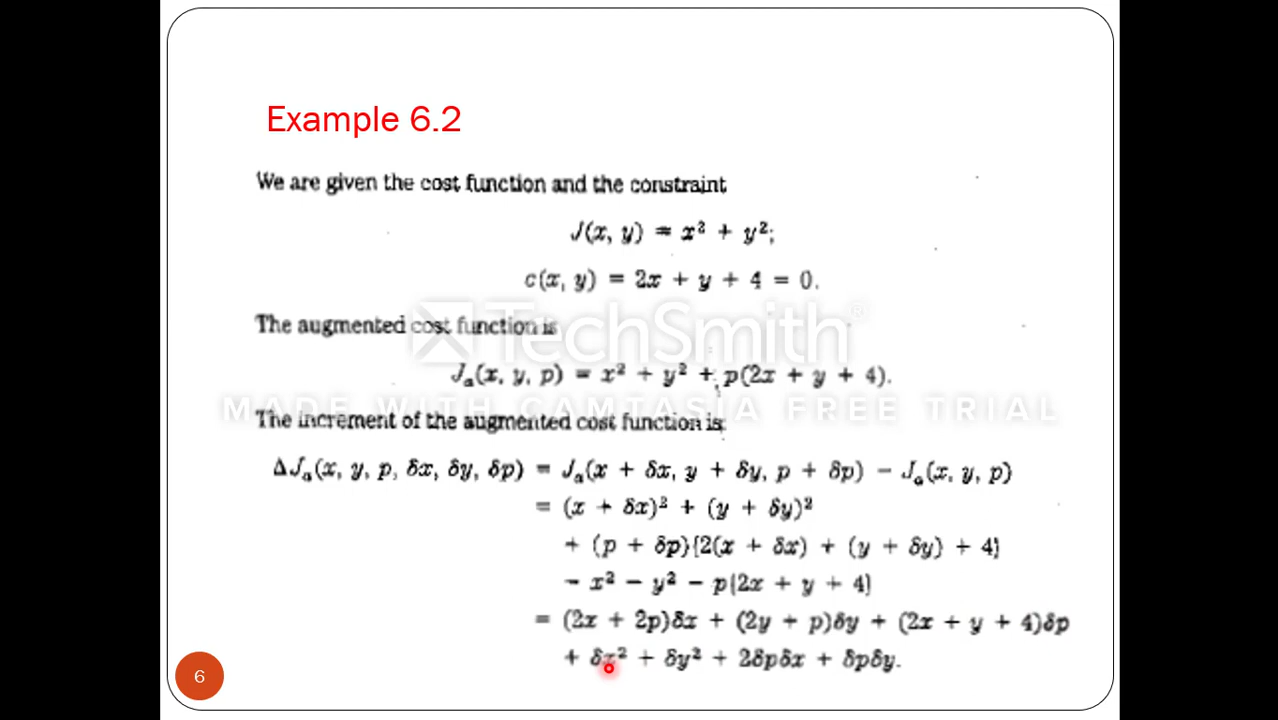 Example 6.2
We are given the cost function and the constraint
J(x, y) = x² + y²;
c(x, y) = 2x + y + 4 = 0.
TechSmith®
The augmented cost function is
Jₐ(x, y, p) = x² + y² + p(2x + y + 4).
MADE WITH CAMTASIA FREE TRIAL
The increment of the augmented cost function is
ΔJₐ(x, y, p, δx, δy, δp) = Jₐ(x + δx, y + δy, p + δp) − Jₐ(x, y, p)
= (x + δx)² + (y + δy)²
+ (p + δp){2(x + δx) + (y + δy) + 4}
− x² − y² − p{2x + y + 4}
= (2x + 2p)δx + (2y + p)δy + (2x + y + 4)δp
+ δx² + δy² + 2δpδx + δpδy.
6